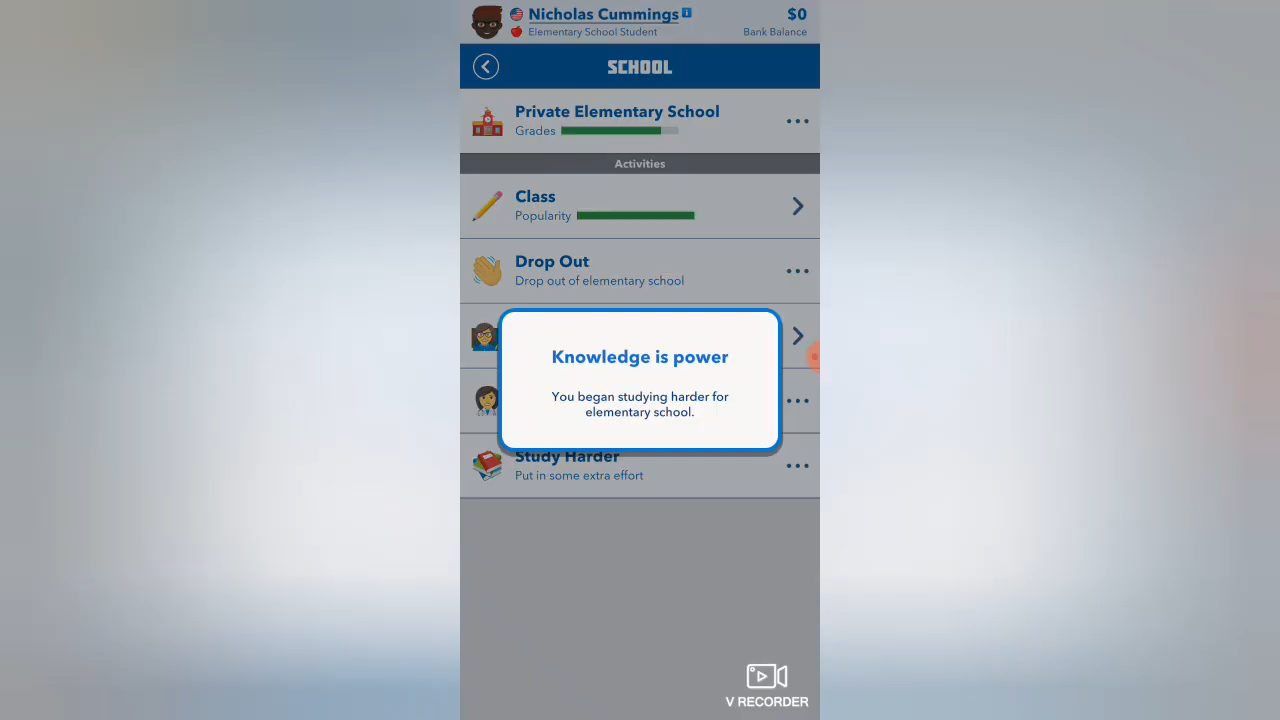 Nicholas Cummings
$0
Elementary School Student
Bank Balance
SCHOOL
Private Elementary School
Grades
Activities
Class
Popularity
Drop Out
Drop out of elementary school
Knowledge is power
You began studying harder for
elementary school.
Study Harder
Put in some extra effort
V RECORDER